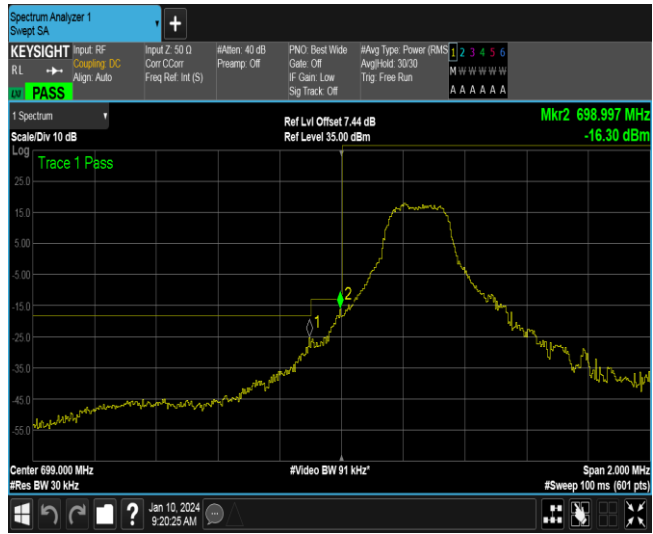 Spectrum Analyzer 1
Swept SA
+
KEYSIGHT
RL
LXI PASS
Input: RF
Coupling: DC
Align: Auto
Input Z: 50 Ω
Corr CCorr
Freq Ref: Int (S)
#Atten: 40 dB
Preamp: Off
PNO: Best Wide
Gate: Off
IF Gain: Low
Sig Track: Off
#Avg Type: Power (RMS
Avg|Hold: 30/30
Trig: Free Run
1 2 3 4 5 6
M W W W W W
A A A A A A
1 Spectrum
Scale/Div 10 dB
Ref Lvl Offset 7.44 dB
Ref Level 35.00 dBm
Mkr2 698.997 MHz
-16.30 dBm
Log
Trace 1 Pass
25.0
15.0
5.00
-5.00
-15.0
-25.0
-35.0
-45.0
-55.0
1
2
Center 699.000 MHz
#Res BW 30 kHz
#Video BW 91 kHz*
Span 2.000 MHz
#Sweep 100 ms (601 pts)
?
Jan 10, 2024
9:20:25 AM